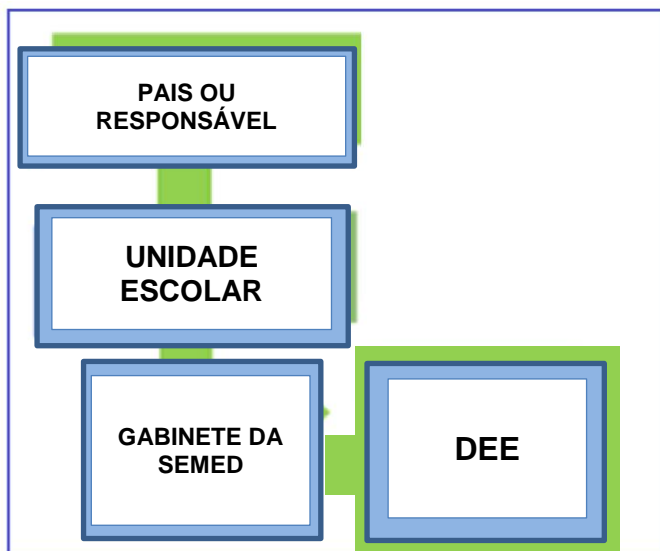 PAIS OU
RESPONSÁVEL
UNIDADE
ESCOLAR
GABINETE DA
SEMED
DEE